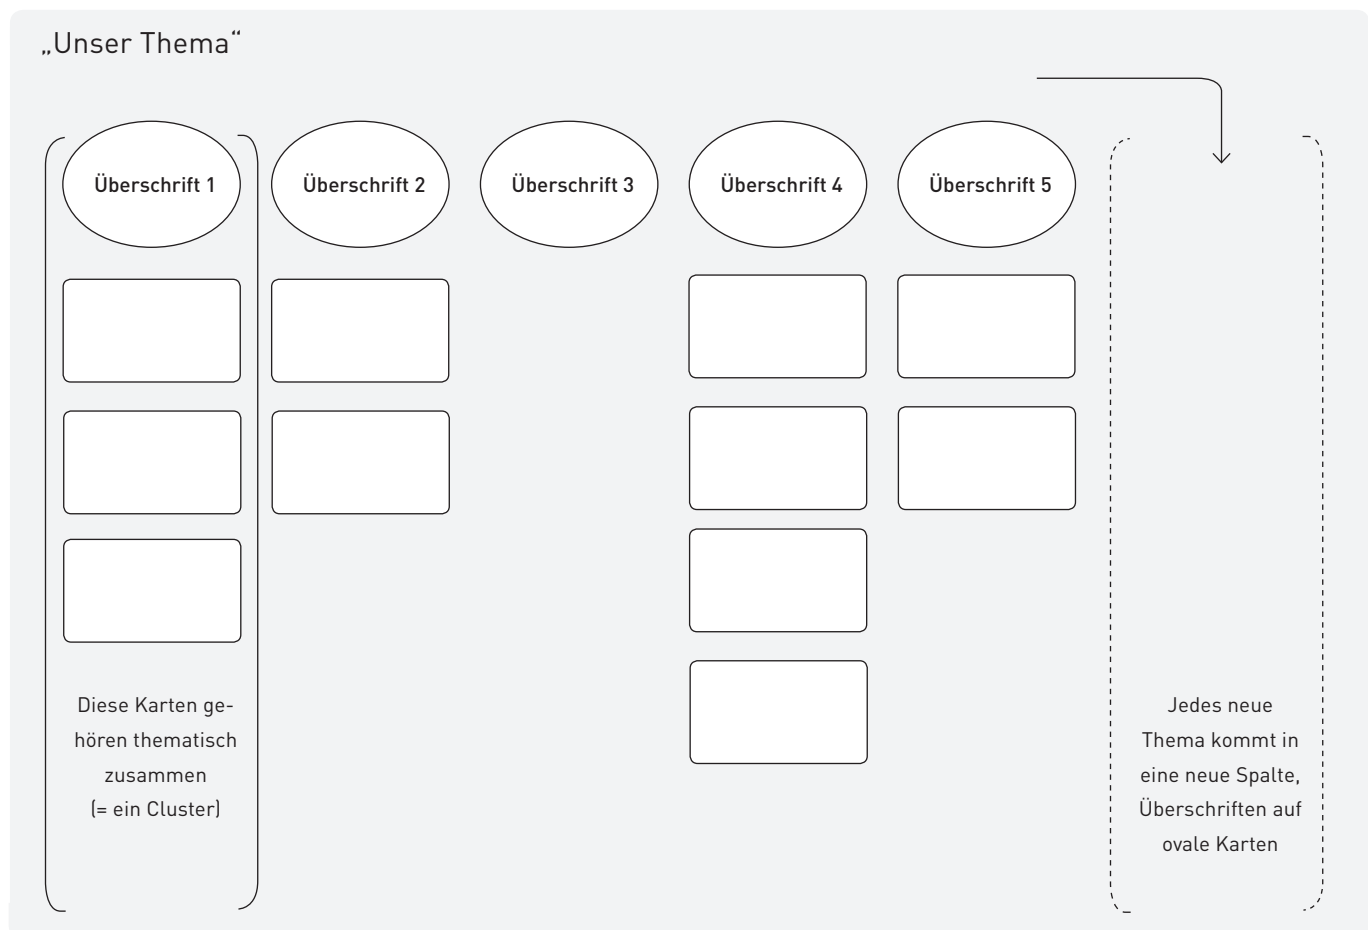 „Unser Thema“
Überschrift 1
Überschrift 2
Überschrift 3
Überschrift 4
Überschrift 5
Diese Karten ge-
hören thematisch
zusammen
(= ein Cluster)
Jedes neue
Thema kommt in
eine neue Spalte,
Überschriften auf
ovale Karten